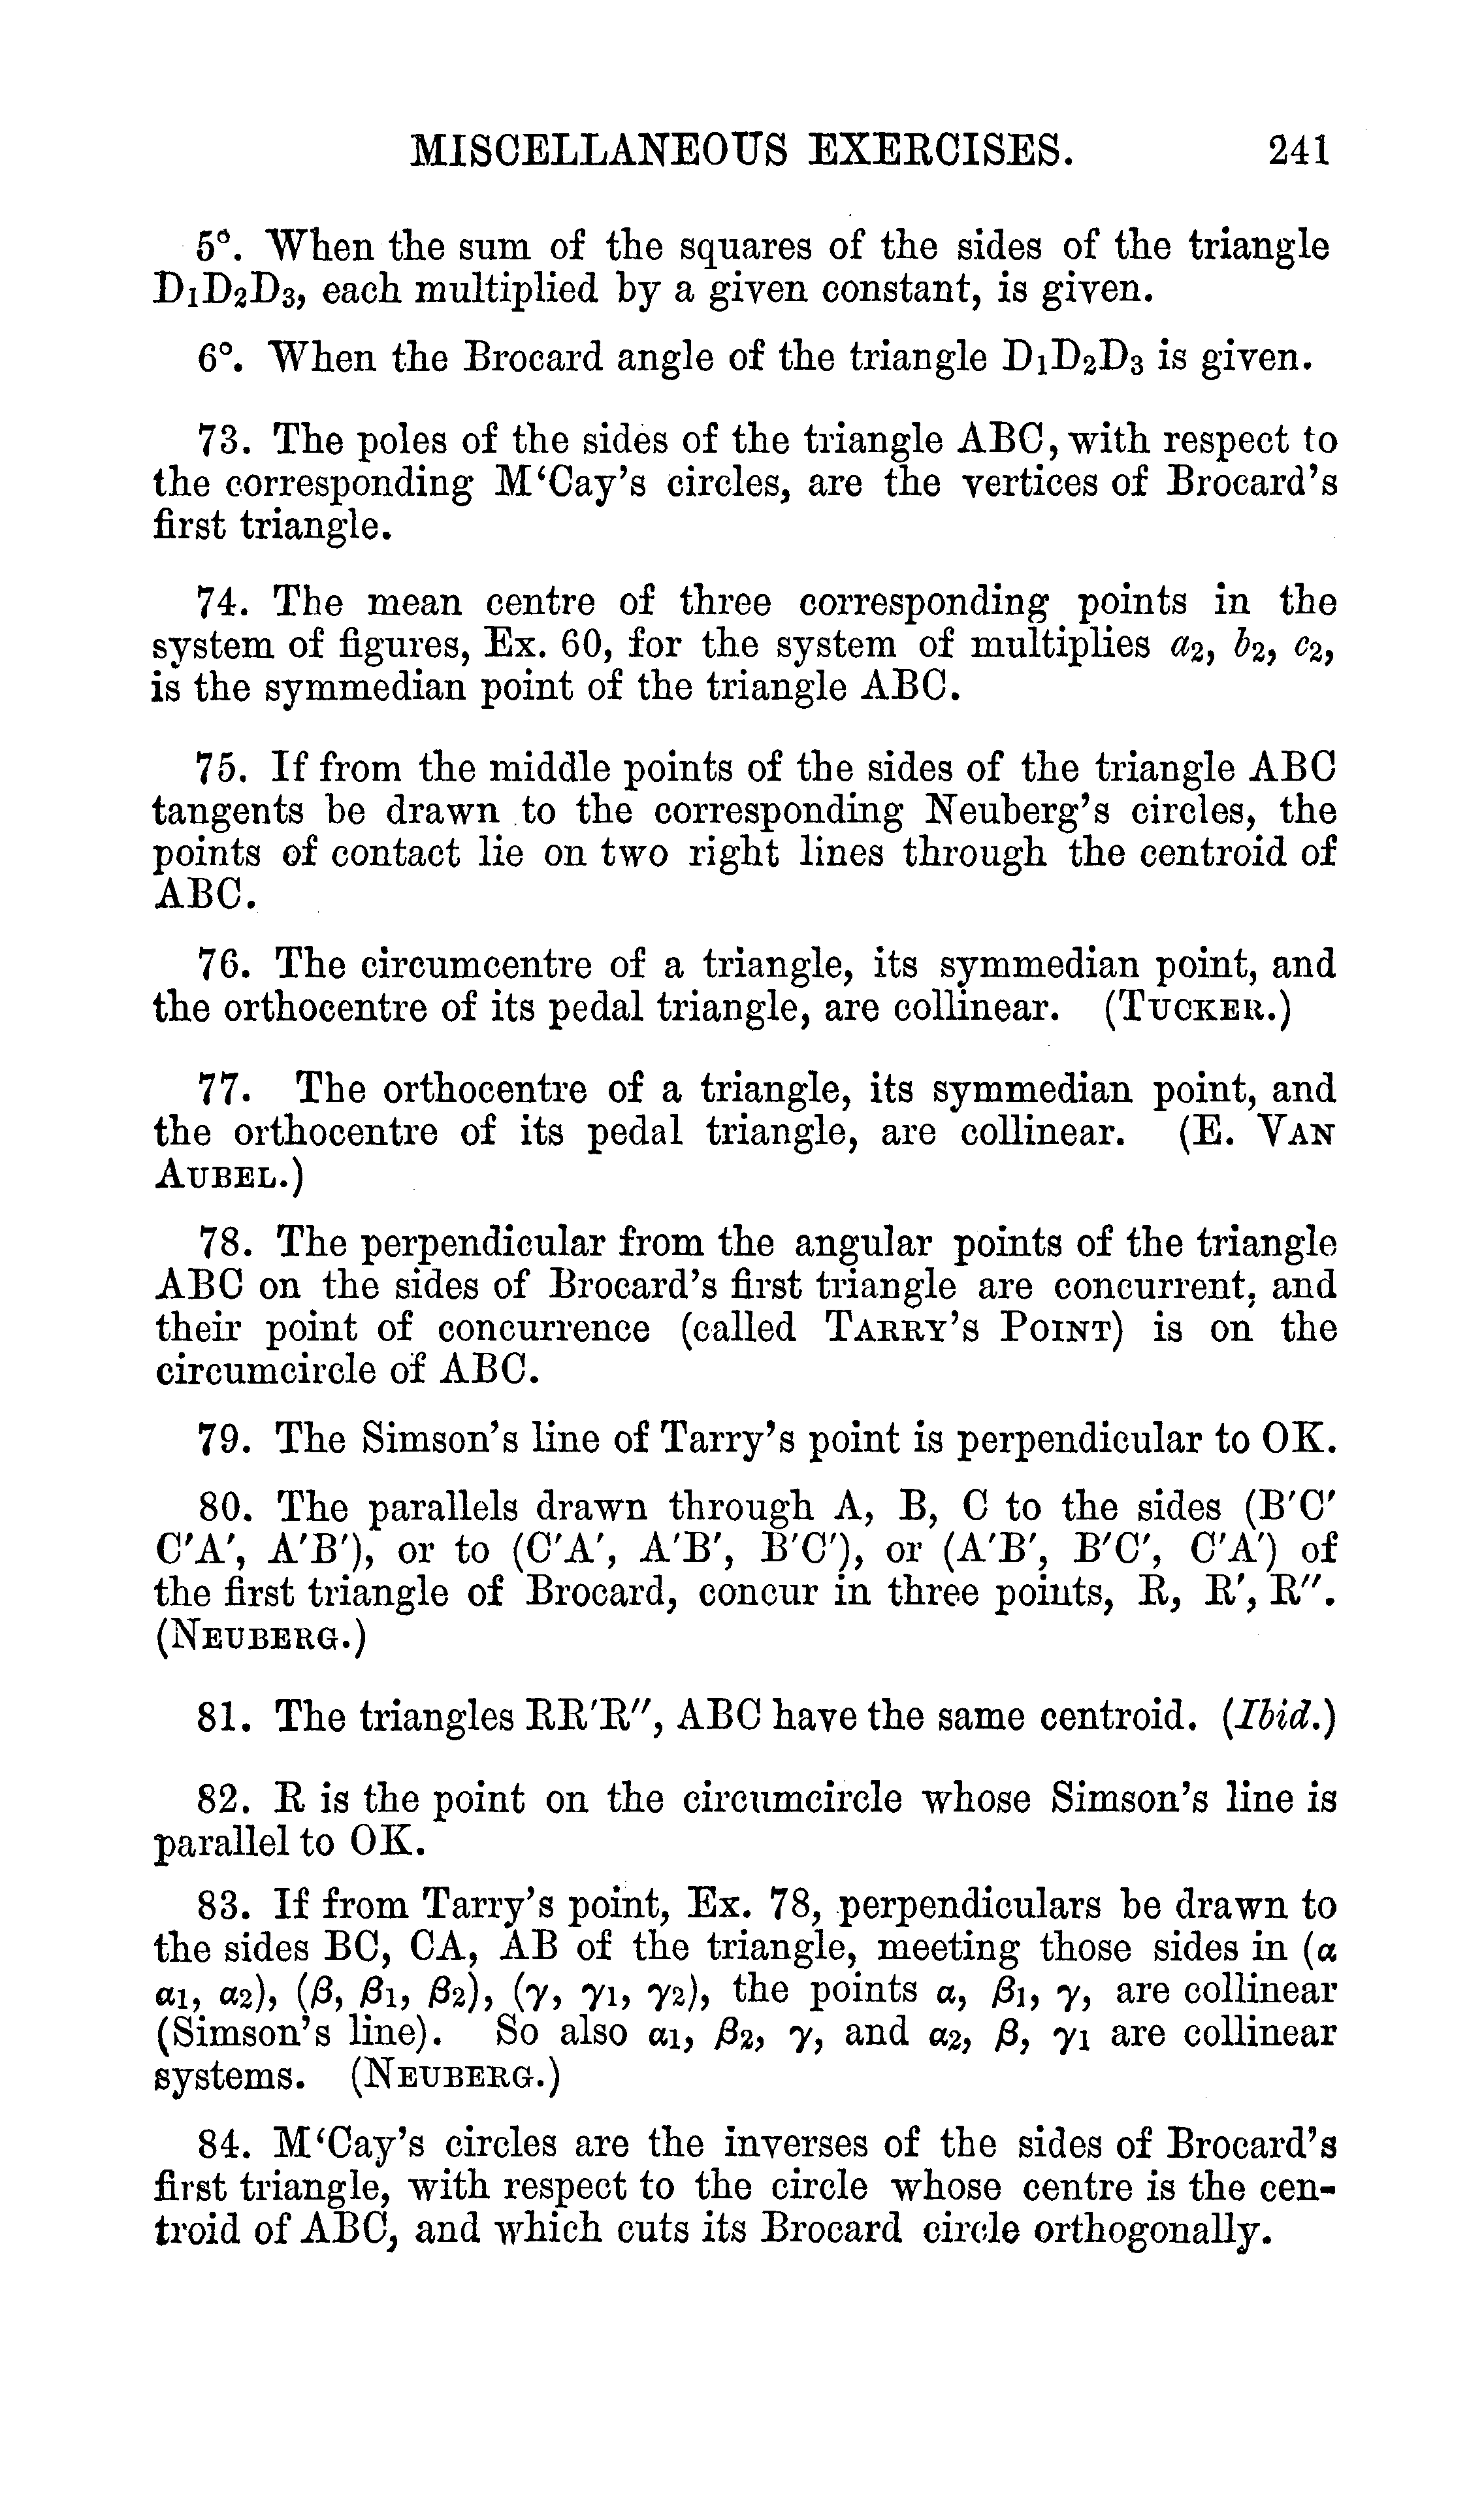 MISCELLANEOUS EXERCISES. 241
5°. When the sum of the squares of the sides of the triangle
D₁D₂D₃, each multiplied by a given constant, is given.
6°. When the Brocard angle of the triangle D₁D₂D₃ is given.
73. The poles of the sides of the triangle ABC, with respect to
the corresponding M‘Cay’s circles, are the vertices of Brocard’s
first triangle.
74. The mean centre of three corresponding points in the
system of figures, Ex. 60, for the system of multiplies a₂, b₂, c₂,
is the symmedian point of the triangle ABC.
75. If from the middle points of the sides of the triangle ABC
tangents be drawn to the corresponding Neuberg’s circles, the
points of contact lie on two right lines through the centroid of
ABC.
76. The circumcentre of a triangle, its symmedian point, and
the orthocentre of its pedal triangle, are collinear. (TUCKER.)
77. The orthocentre of a triangle, its symmedian point, and
the orthocentre of its pedal triangle, are collinear. (E. VAN
AUBEL.)
78. The perpendicular from the angular points of the triangle
ABC on the sides of Brocard’s first triangle are concurrent, and
their point of concurrence (called TARRY’S POINT) is on the
circumcircle of ABC.
79. The Simson’s line of Tarry’s point is perpendicular to OK.
80. The parallels drawn through A, B, C to the sides (B′C′
C′A′, A′B′), or to (C′A′, A′B′, B′C′), or (A′B′, B′C′, C′A′) of
the first triangle of Brocard, concur in three points, R, R′, R″.
(NEUBERG.)
81. The triangles RR′R″, ABC have the same centroid. (Ibid.)
82. R is the point on the circumcircle whose Simson’s line is
parallel to OK.
83. If from Tarry’s point, Ex. 78, perpendiculars be drawn to
the sides BC, CA, AB of the triangle, meeting those sides in (α
α₁, α₂), (β, β₁, β₂), (γ, γ₁, γ₂), the points α, β₁, γ, are collinear
(Simson’s line). So also α₁, β₂, γ, and α₂, β, γ₁ are collinear
systems. (NEUBERG.)
84. M‘Cay’s circles are the inverses of the sides of Brocard’s
first triangle, with respect to the circle whose centre is the cen-
troid of ABC, and which cuts its Brocard circle orthogonally.